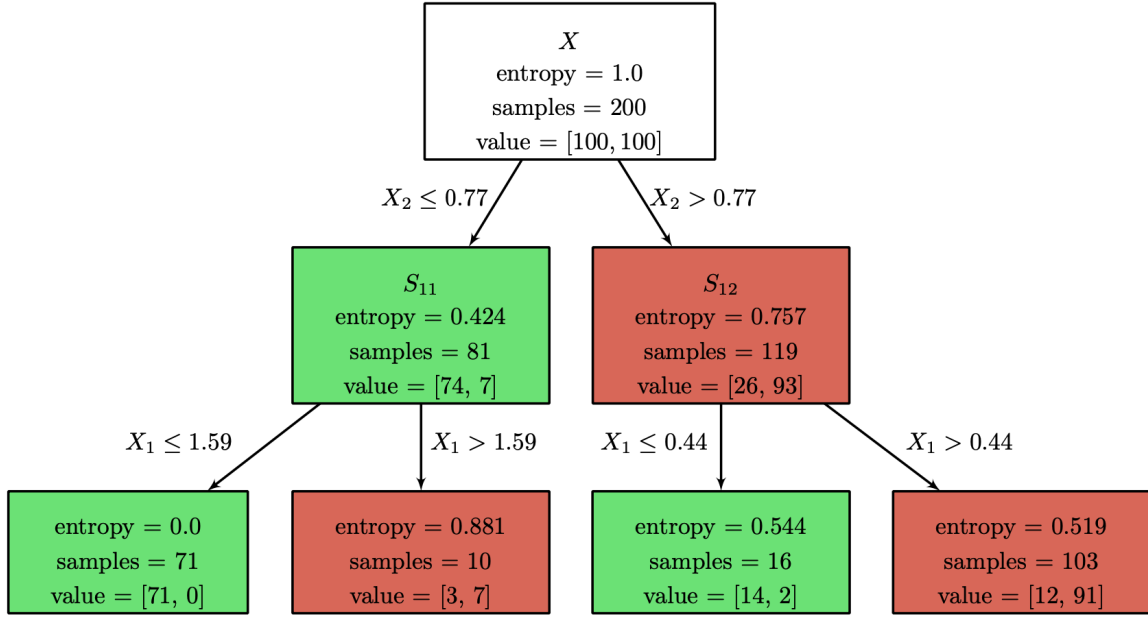 X
entropy = 1.0
samples = 200
value = [100, 100]
X₂ ≤ 0.77
X₂ > 0.77
S₁₁
entropy = 0.424
samples = 81
value = [74, 7]
S₁₂
entropy = 0.757
samples = 119
value = [26, 93]
X₁ ≤ 1.59
X₁ > 1.59
X₁ ≤ 0.44
X₁ > 0.44
entropy = 0.0
samples = 71
value = [71, 0]
entropy = 0.881
samples = 10
value = [3, 7]
entropy = 0.544
samples = 16
value = [14, 2]
entropy = 0.519
samples = 103
value = [12, 91]